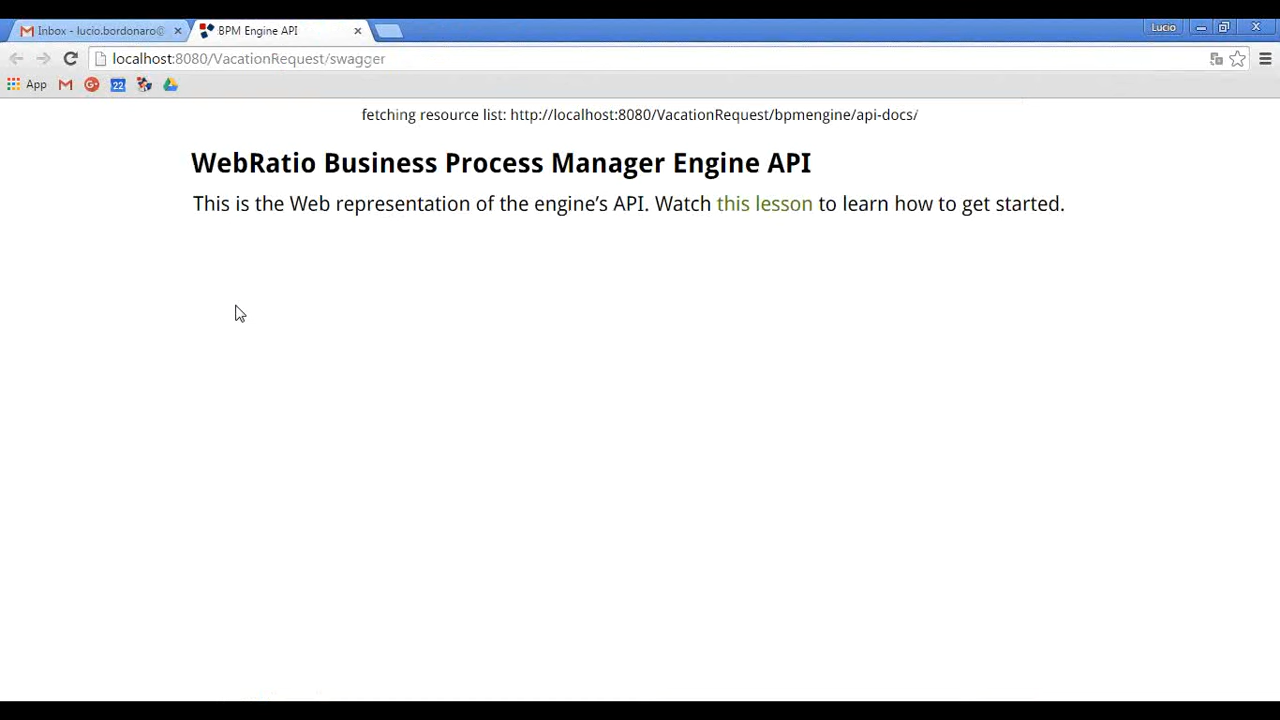 Inbox - lucio.bordonaro@
BPM Engine API
Lucio
localhost:8080/VacationRequest/swagger
App
22
fetching resource list: http://localhost:8080/VacationRequest/bpmengine/api-docs/
WebRatio Business Process Manager Engine API
This is the Web representation of the engine’s API. Watch this lesson to learn how to get started.